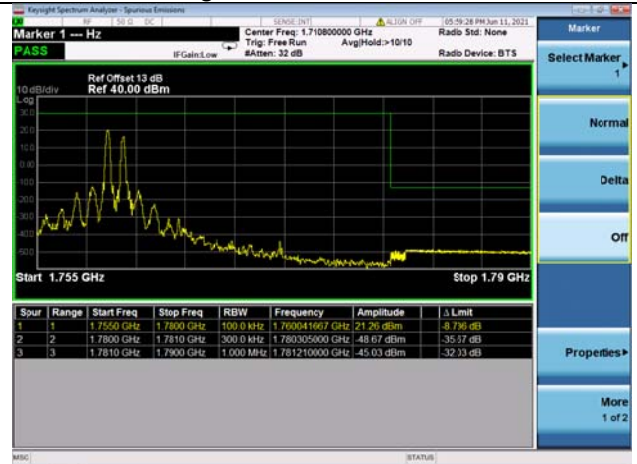 Keysight Spectrum Analyzer - Spurious Emissions
RF 50 Ω DC SENSE:INT ALIGN OFF 05:59:28 PM Jun 11, 2021
Marker 1 --- Hz
Center Freq: 1.710800000 GHz
Radio Std: None
Trig: Free Run Avg|Hold:>10/10
PASS IFGain:Low #Atten: 32 dB Radio Device: BTS
Ref Offset 13 dB
10 dB/div Ref 40.00 dBm
Log
30.0
20.0
10.0
0.00
-10.0
-20.0
-30.0
-40.0
-50.0
Start 1.755 GHz Stop 1.79 GHz
Spur Range Start Freq Stop Freq RBW Frequency Amplitude Δ Limit
1 1 1.7550 GHz 1.7800 GHz 100.0 kHz 1.760041667 GHz 21.26 dBm -8.736 dB
2 2 1.7800 GHz 1.7810 GHz 300.0 kHz 1.780305000 GHz -48.67 dBm
3 3 1.7810 GHz 1.7900 GHz 1.000 MHz 1.781210000 GHz -45.03 dBm -32.03 dB
MSG STATUS
Marker
Select Marker
1
Normal
Delta
Off
Properties
More
1 of 2